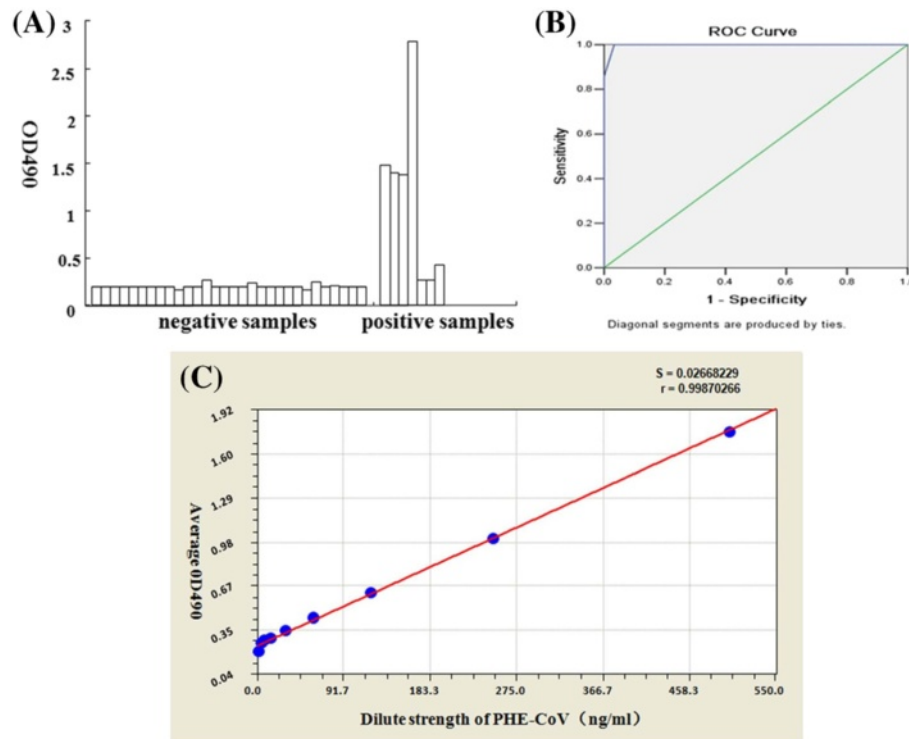 (A)
3
2.5
2
1.5
1
0.5
0
OD490
negative samples
positive samples
(B)
ROC Curve
1.0
0.8
0.6
0.4
0.2
0.0
Sensitivity
0.0 0.2 0.4 0.6 0.8 1.
1 - Specificity
Diagonal segments are produced by ties.
(C)
S = 0.02668229
r = 0.99870266
1.92
1.60
1.29
0.98
0.67
0.35
0.04
Average 0D490
0.0 91.7 183.3 275.0 366.7 458.3 550.0
Dilute strength of PHE-CoV（ng/ml）